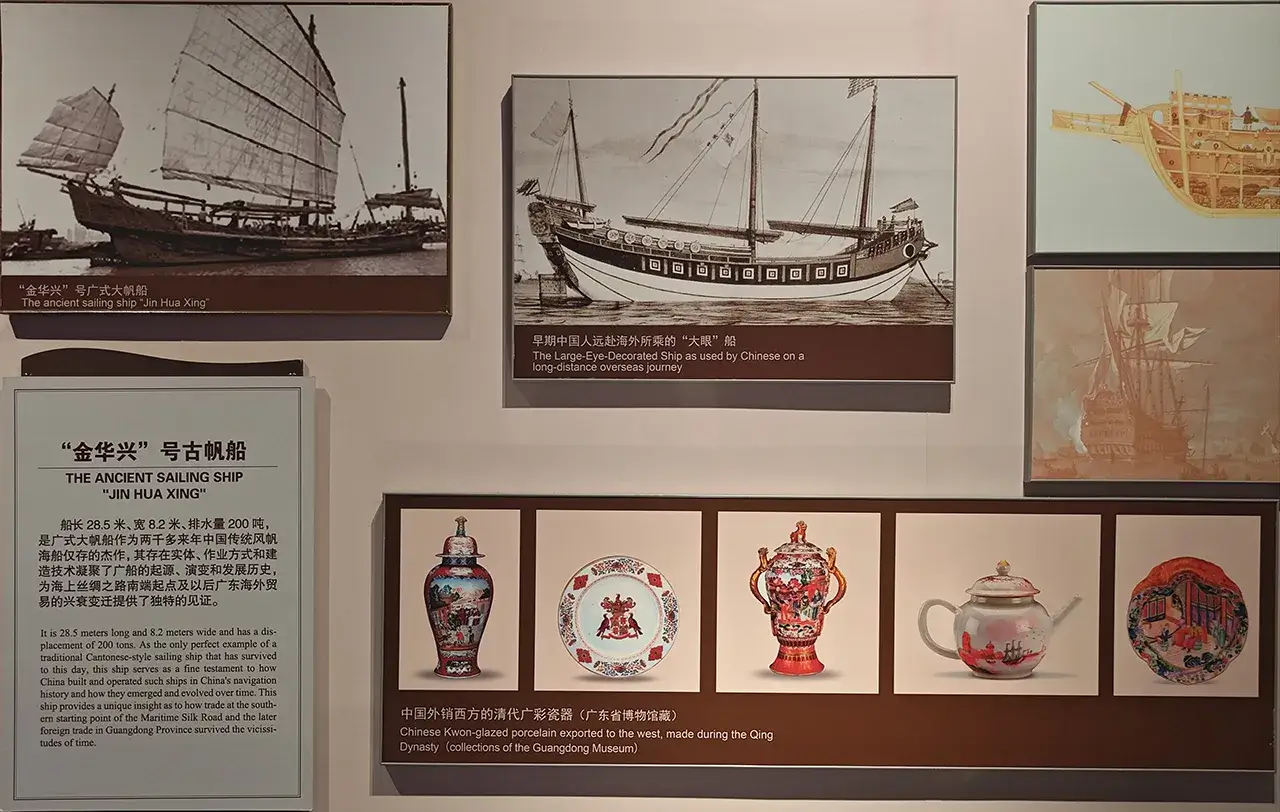 “金华兴”号广式大帆船
The ancient sailing ship "Jin Hua Xing"
早期中国人远赴海外所乘的“大眼”船
The Large-Eye-Decorated Ship as used by Chinese on a
long-distance overseas journey
“金华兴”号古帆船
THE ANCIENT SAILING SHIP
"JIN HUA XING"
船长 28.5 米、宽 8.2 米、排水量 200 吨，
是广式大帆船作为两千多来年中国传统风帆
海船仅存的杰作，其存在实体、作业方式和建
造技术凝聚了广船的起源、演变和发展历史，
为海上丝绸之路南端起点及以后广东海外贸
易的兴衰变迁提供了独特的见证。
It is 28.5 meters long and 8.2 meters wide and has a dis-
placement of 200 tons. As the only perfect example of a
traditional Cantonese-style sailing ship that has survived
to this day, this ship serves as a fine testament to how
China built and operated such ships in China's navigation
history and how they emerged and evolved over time. This
ship provides a unique insight as to how trade at the south-
ern starting point of the Maritime Silk Road and the later
foreign trade in Guangdong Province survived the vicissi-
tudes of time.
中国外销西方的清代广彩瓷器（广东省博物馆藏）
Chinese Kwon-glazed porcelain exported to the west, made during the Qing
Dynasty（collections of the Guangdong Museum）